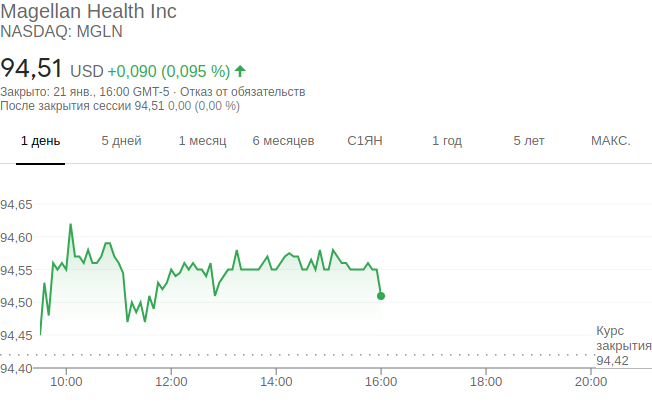 Magellan Health Inc
NASDAQ: MGLN
94,51 USD +0,090 (0,095 %)
Закрыто: 21 янв., 16:00 GMT-5 · Отказ от обязательств
После закрытия сессии 94,51 0,00 (0,00 %)
1 день 5 дней 1 месяц 6 месяцев С1ЯН 1 год 5 лет МАКС.
94,65
94,60
94,55
94,50
94,45
94,40
Курс
закрытия
94,42
10:00 12:00 14:00 16:00 18:00 20:00